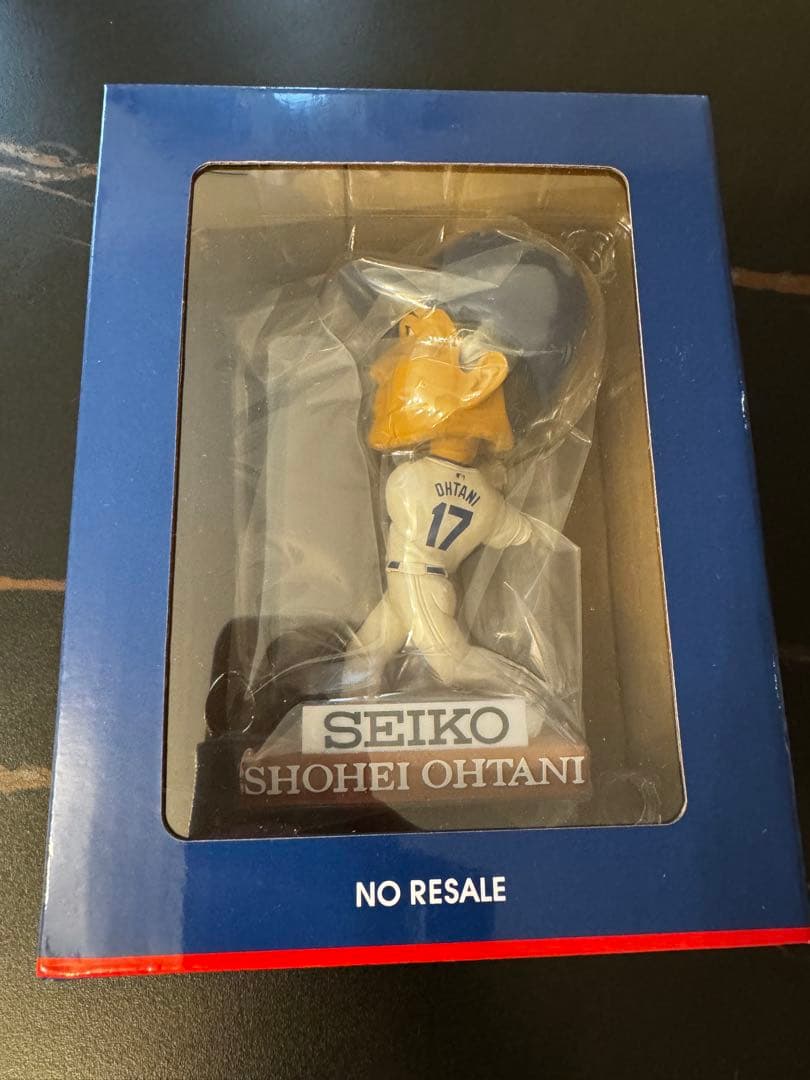 OHTANI
17
SEIKO
SHOHEI OHTANI
NO RESALE